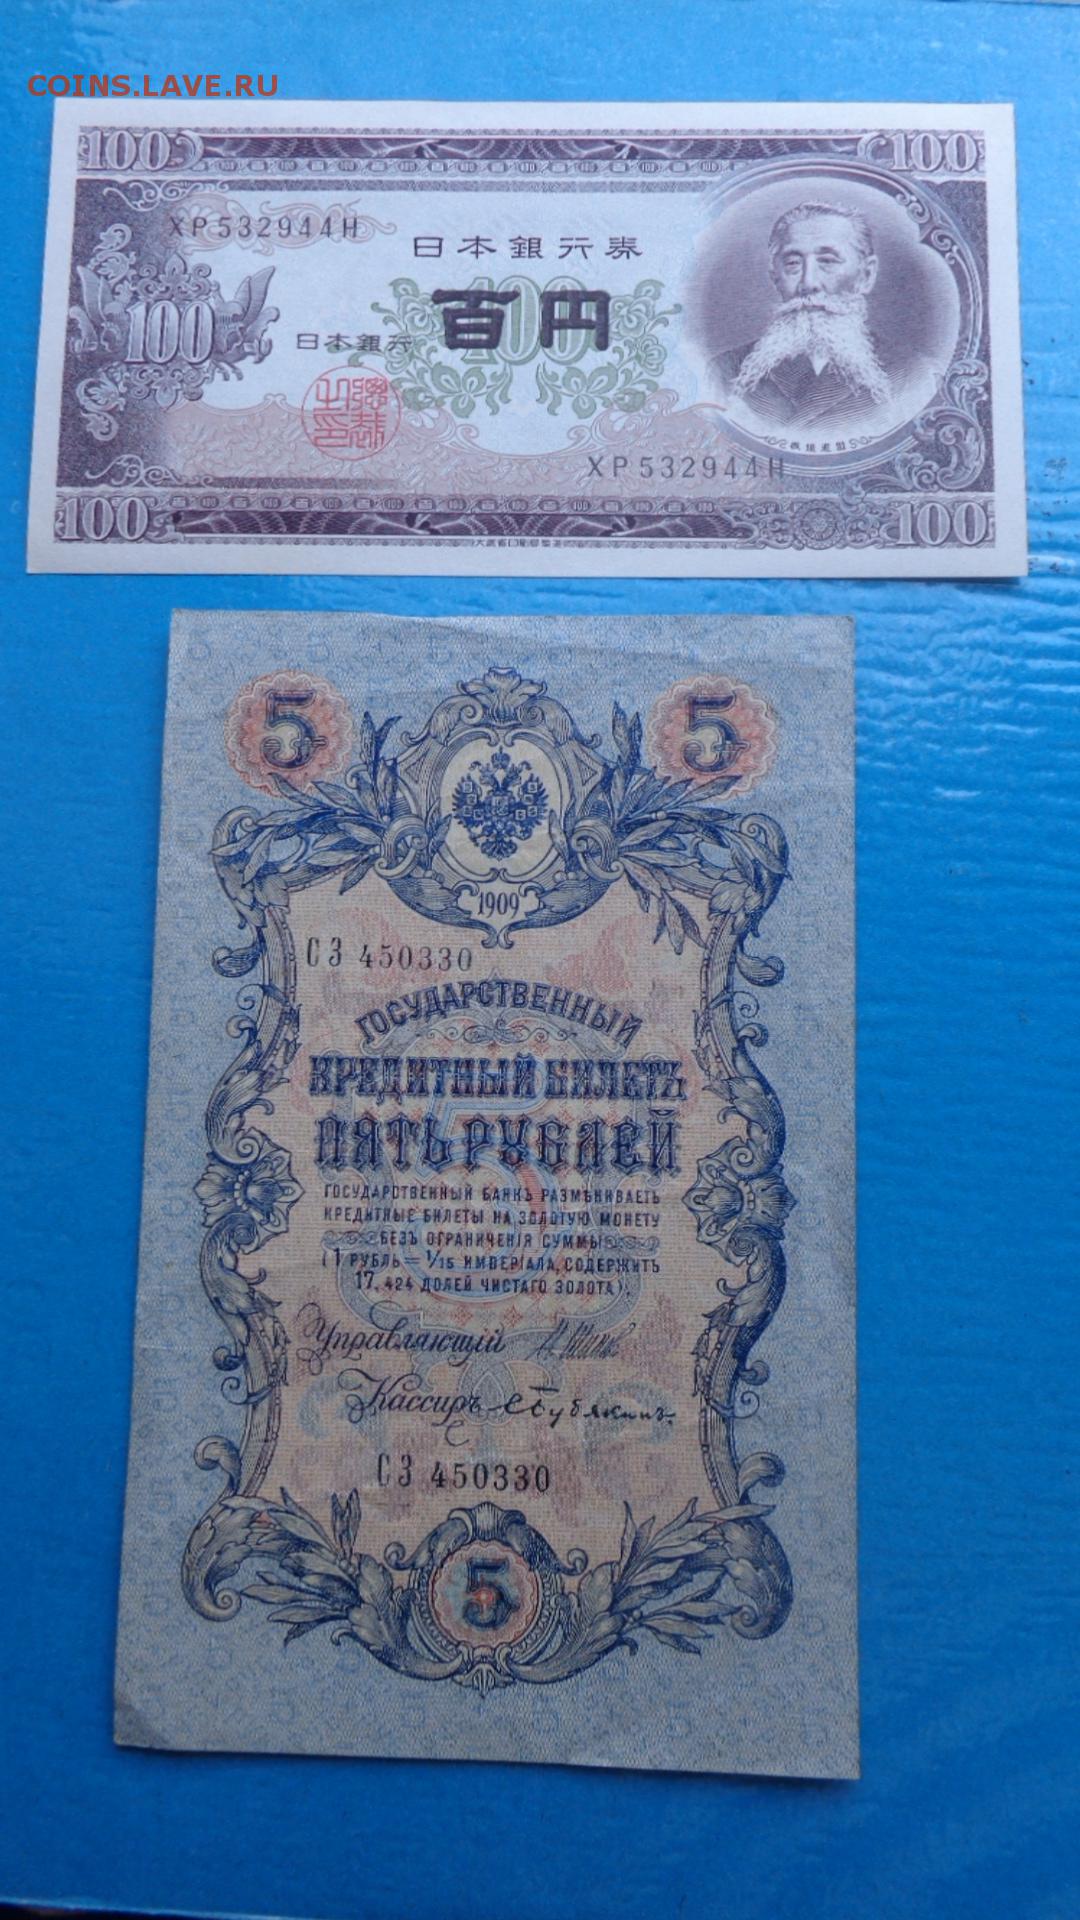 COINS.LAVE.RU
100 100
XP532944H
日本銀行券
100
百円
100
日本銀行
XP532944H
100 100
5 5
1909
СЗ 450330
ГОСУДАРСТВЕННЫЙ
КРЕДИТНЫЙ БИЛЕТЪ
ПЯТЬ РУБЛЕЙ
5
ГОСУДАРСТВЕННЫЙ БАНКЪ РАЗМѢНИВАЕТЪ
КРЕДИТНЫЕ БИЛЕТЫ НА ЗОЛОТУЮ МОНЕТУ
БЕЗЪ ОГРАНИЧЕНІЯ СУММЫ
(1 РУБЛЬ = 1/15 ИМПЕРІАЛА, СОДЕРЖИТЪ
17,424 ДОЛЕЙ ЧИСТАГО ЗОЛОТА).
Управляющій
Кассиръ
СЗ 450330
5